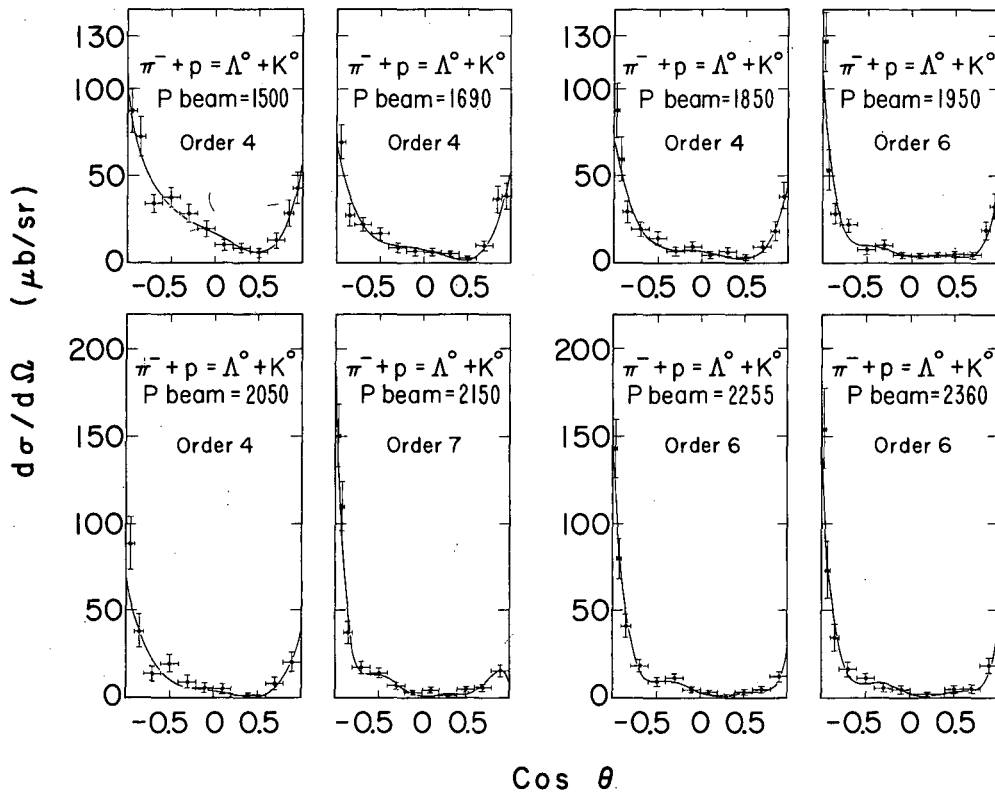 130
100
50
0
π⁻ + p = Λ° + K°
P beam=1500
Order 4
-0.5 0 0.5
π⁻ + p = Λ° + K°
P beam=1690
Order 4
-0.5 0 0.5
130
100
50
0
π⁻ + p = Λ° + K°
P beam=1850
Order 4
-0.5 0 0.5
π⁻ + p = Λ° + K°
P beam=1950
Order 6
-0.5 0 0.5
dσ/dΩ (μb/sr)
200
150
100
50
0
π⁻ + p = Λ° + K°
P beam=2050
Order 4
-0.5 0 0.5
π⁻ + p = Λ° + K°
P beam=2150
Order 7
-0.5 0 0.5
200
150
100
50
0
π⁻ + p = Λ° + K°
P beam=2255
Order 6
-0.5 0 0.5
π⁻ + p = Λ° + K°
P beam=2360
Order 6
-0.5 0 0.5
Cos θ